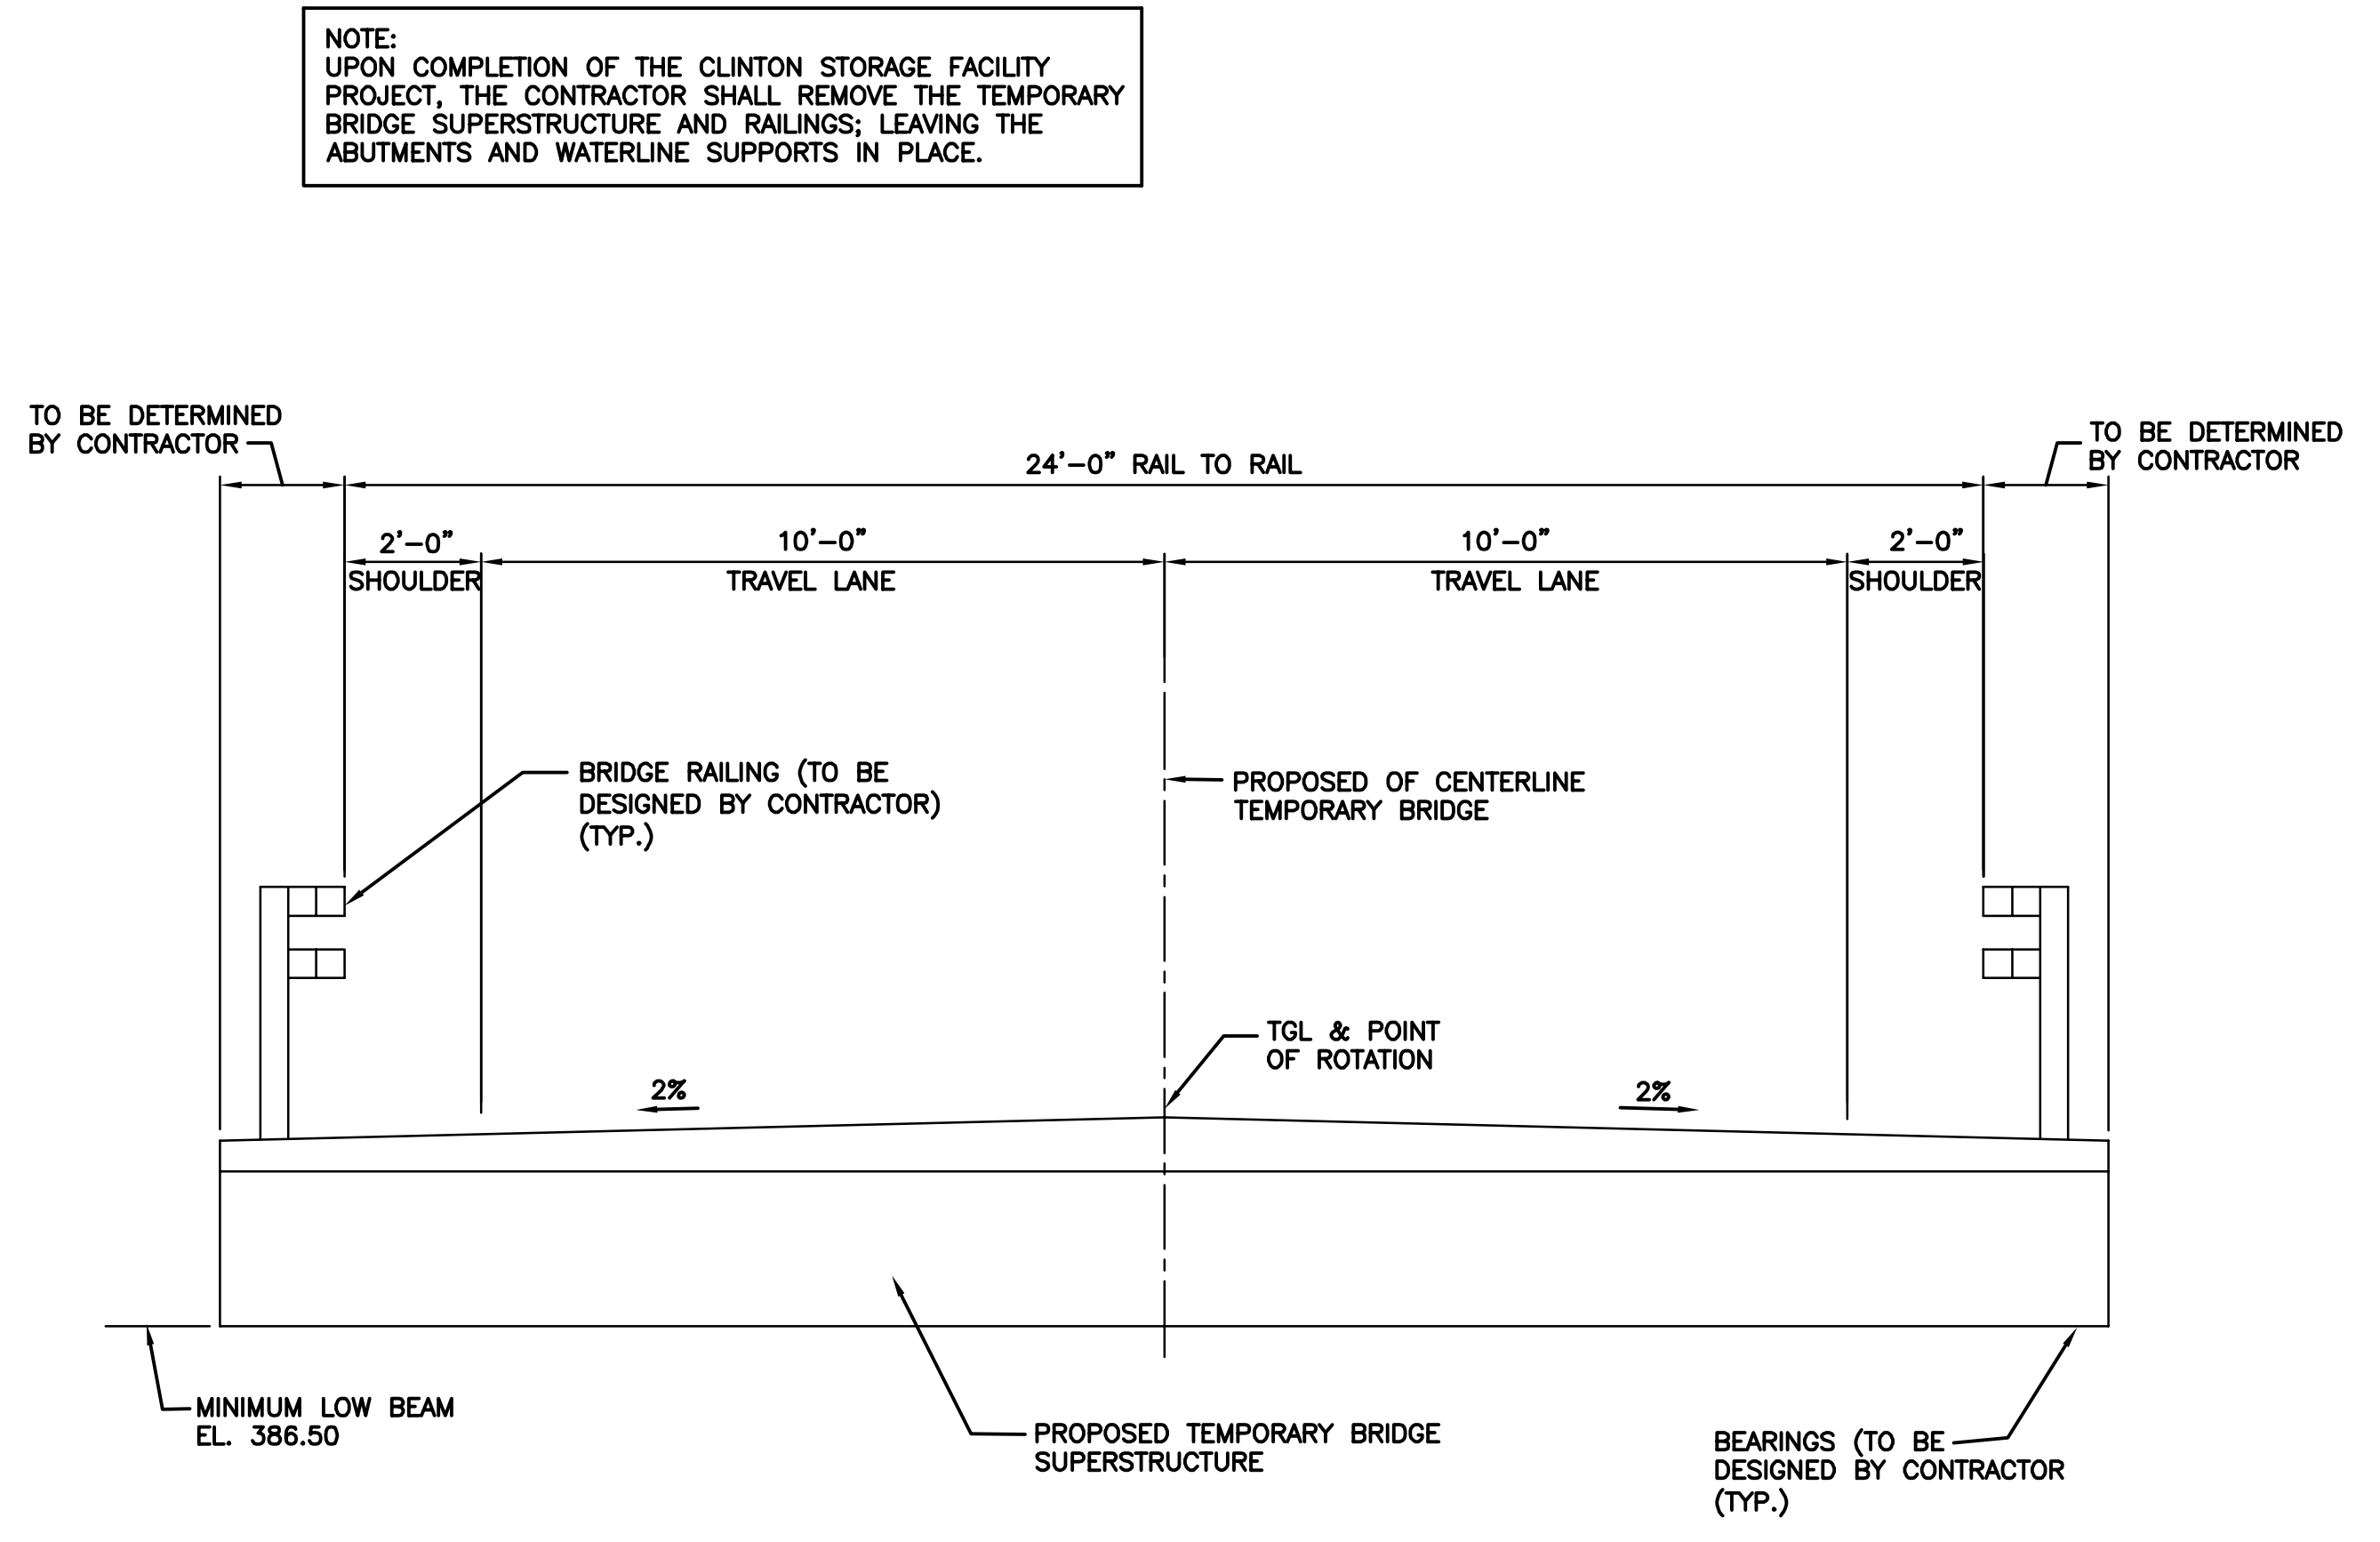 NOTE:
UPON COMPLETION OF THE CLINTON STORAGE FACILITY
PROJECT, THE CONTRACTOR SHALL REMOVE THE TEMPORARY
BRIDGE SUPERSTRUCTURE AND RAILINGS; LEAVING THE
ABUTMENTS AND WATERLINE SUPPORTS IN PLACE.
TO BE DETERMINED
BY CONTRACTOR
24'-0" RAIL TO RAIL
TO BE DETERMINED
BY CONTRACTOR
2'-0"
SHOULDER
10'-0"
TRAVEL LANE
10'-0"
TRAVEL LANE
2'-0"
SHOULDER
BRIDGE RAILING (TO BE
DESIGNED BY CONTRACTOR)
(TYP.)
PROPOSED OF CENTERLINE
TEMPORARY BRIDGE
TGL & POINT
OF ROTATION
2%
2%
MINIMUM LOW BEAM
EL. 386.50
PROPOSED TEMPORARY BRIDGE
SUPERSTRUCTURE
BEARINGS (TO BE
DESIGNED BY CONTRACTOR
(TYP.)